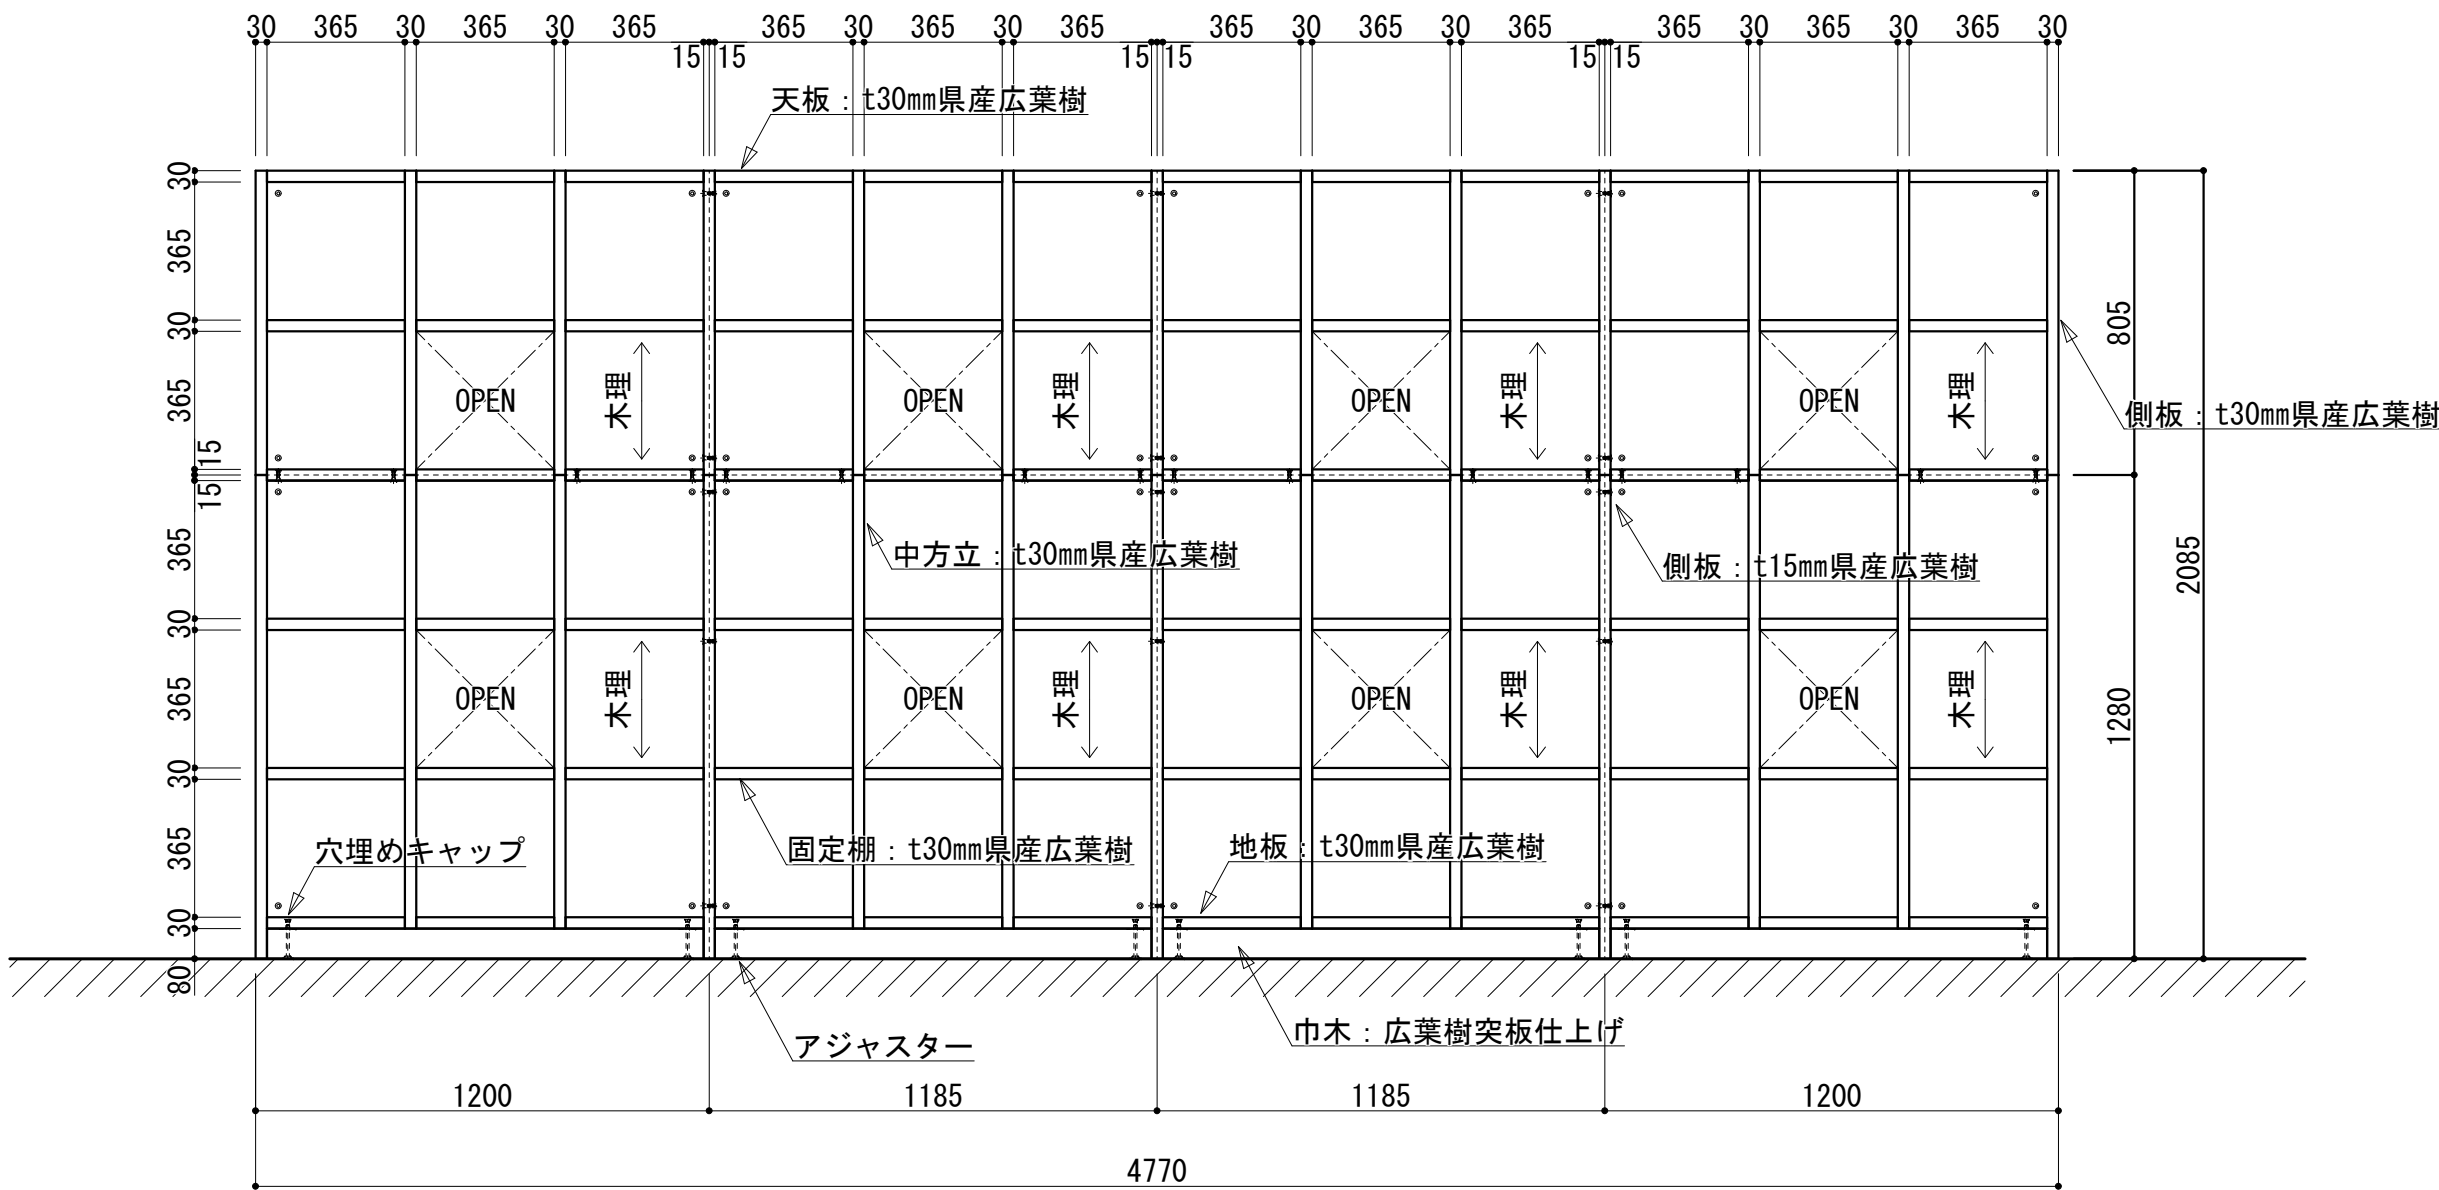 30 365 30 365 30 365 365 30 365 30 365 365 30 365 30 365 365 30 365 30 365 30
15 15 15 15 15 15
天板：t30mm県産広葉樹
30
365
30
365
15
15
365
30
365
30
365
30
80
OPEN 木理 OPEN 木理 OPEN 木理 OPEN 木理
805
側板：t30mm県産広葉樹
中方立：t30mm県産広葉樹
側板：t15mm県産広葉樹
2085
OPEN 木理 OPEN 木理 OPEN 木理 OPEN 木理
1280
穴埋めキャップ
固定棚：t30mm県産広葉樹
地板：t30mm県産広葉樹
アジャスター
巾木：広葉樹突板仕上げ
1200 1185 1185 1200
4770